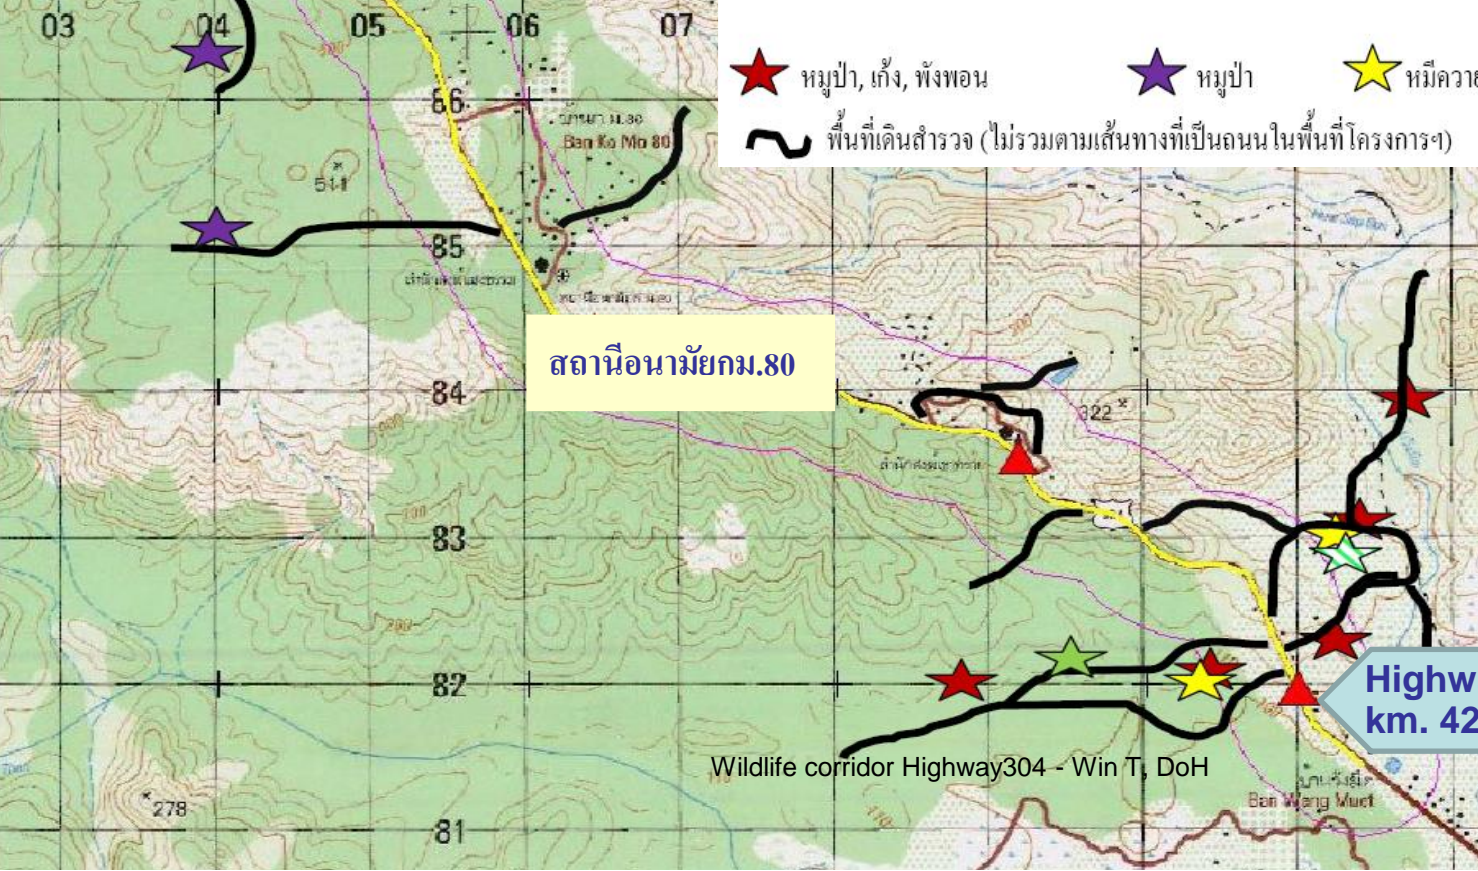 03 04 05 06 07
หมูป่า, เก้ง, พังพอน
หมูป่า
หมีควาย
พื้นที่เดินสำรวจ (ไม่รวมตามเส้นทางที่เป็นถนนในพื้นที่โครงการฯ)
86
Ban Ko Mo 80
511
85
สถานีอนามัยกม.80
84
322
83
82
Highw
km. 42
Wildlife corridor Highway304 - Win T, DoH
Ban Wang Muet
278
81